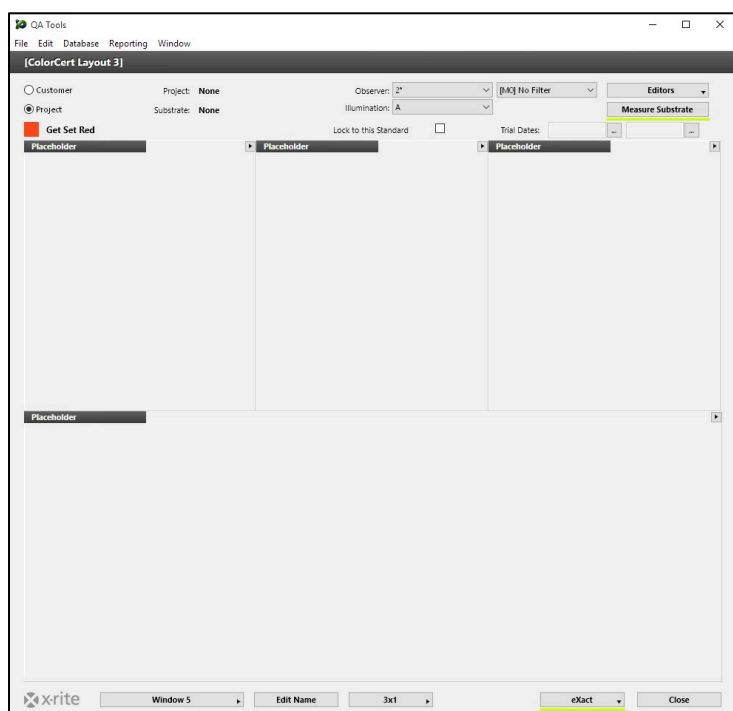 QA Tools
File Edit Database Reporting Window
[ColorCert Layout 3]
Customer Project: None Observer: 2° [M0] No Filter Editors
Project Substrate: None Illumination: A Measure Substrate
Get Set Red Lock to this Standard Trial Dates: ... ...
Placeholder Placeholder Placeholder
Placeholder
x·rite Window 5 Edit Name 3x1 eXact Close